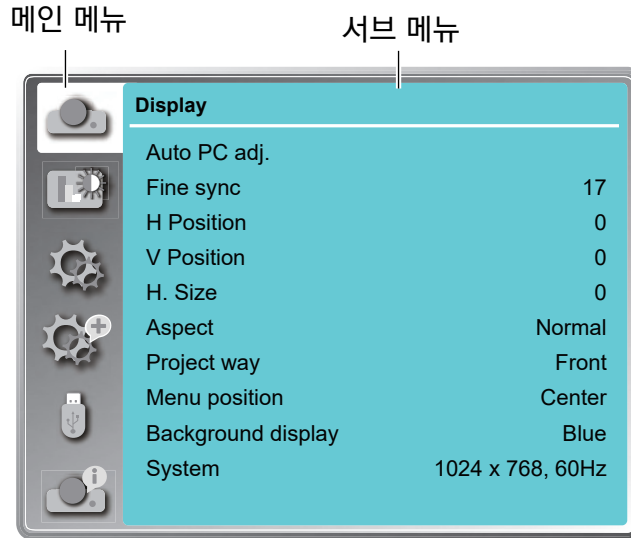 메인 메뉴
서브 메뉴
Display
Auto PC adj.
Fine sync 17
H Position 0
V Position 0
H. Size 0
Aspect Normal
Project way Front
Menu position Center
Background display Blue
System 1024 x 768, 60Hz